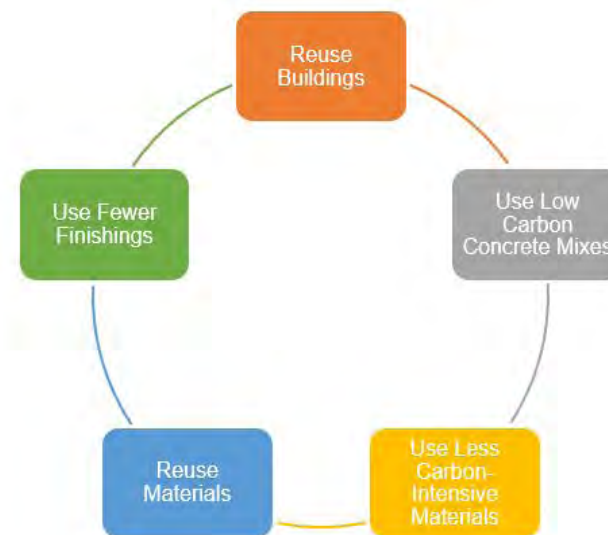 Reuse
Buildings
Use Low
Carbon
Concrete Mixes
Use Less
Carbon-
Intensive
Materials
Reuse
Materials
Use Fewer
Finishings